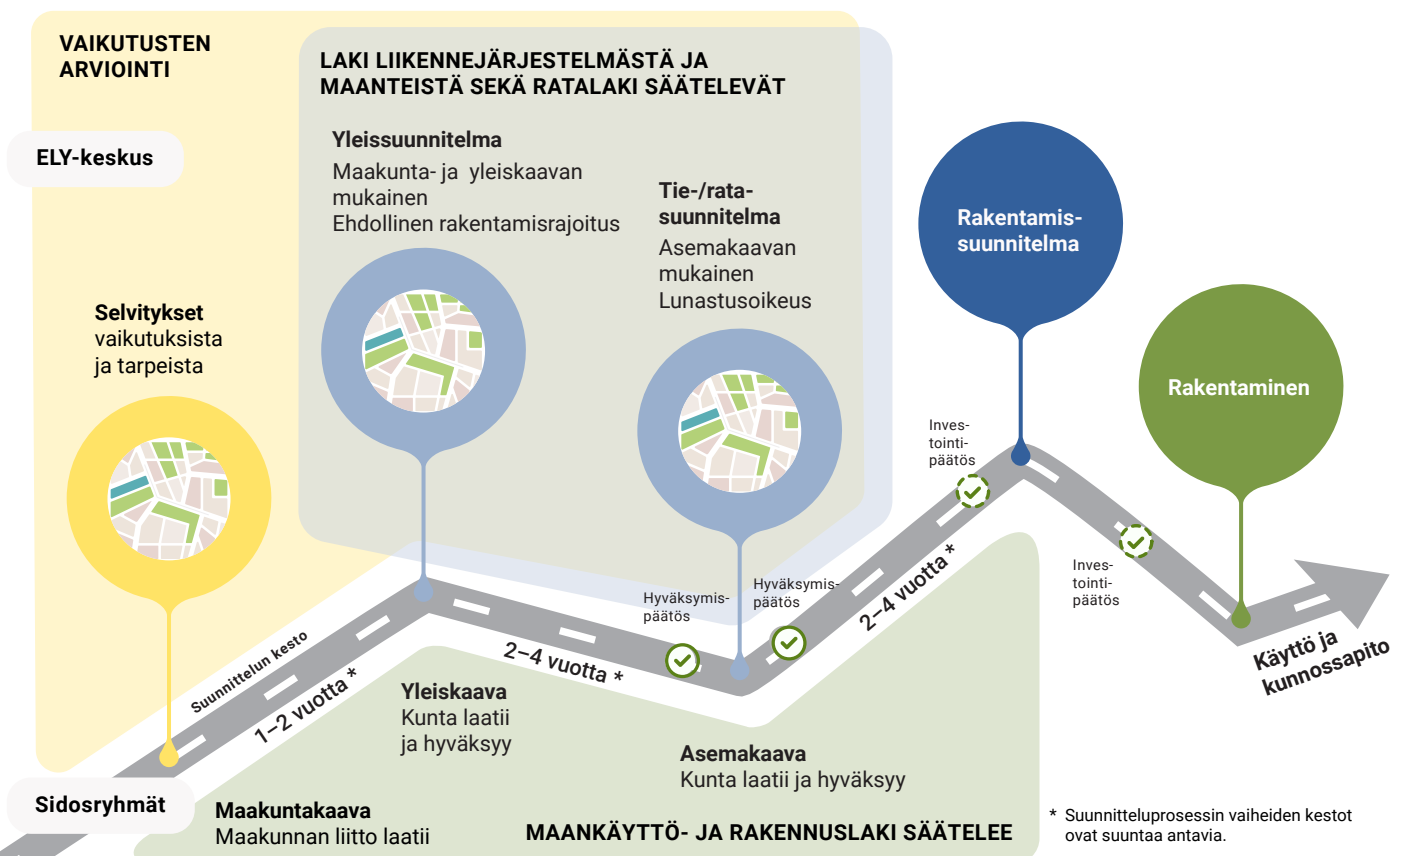 VAIKUTUSTEN
ARVIOINTI
LAKI LIIKENNEJÄRJESTELMÄSTÄ JA
MAANTEISTÄ SEKÄ RATALAKI SÄÄTELEVÄT
ELY-keskus
Yleissuunnitelma
Maakunta- ja yleiskaavan
mukainen
Ehdollinen rakentamisrajoitus
Tie-/rata-
suunnitelma
Asemakaavan
mukainen
Lunastusoikeus
Rakentamis-
suunnitelma
Selvitykset
vaikutuksista
ja tarpeista
Rakentaminen
Inves-
tointi-
päätös
Inves-
tointi-
päätös
Hyväksymis-
päätös
Hyväksymis-
päätös
Suunnittelun kesto
1–2 vuotta *
2–4 vuotta *
2–4 vuotta *
Käyttö ja
kunnossapito
Yleiskaava
Kunta laatii
ja hyväksyy
Asemakaava
Kunta laatii ja hyväksyy
Sidosryhmät
Maakuntakaava
Maakunnan liitto laatii
MAANKÄYTTÖ- JA RAKENNUSLAKI SÄÄTELEE
* Suunnitteluprosessin vaiheiden kestot
ovat suuntaa antavia.